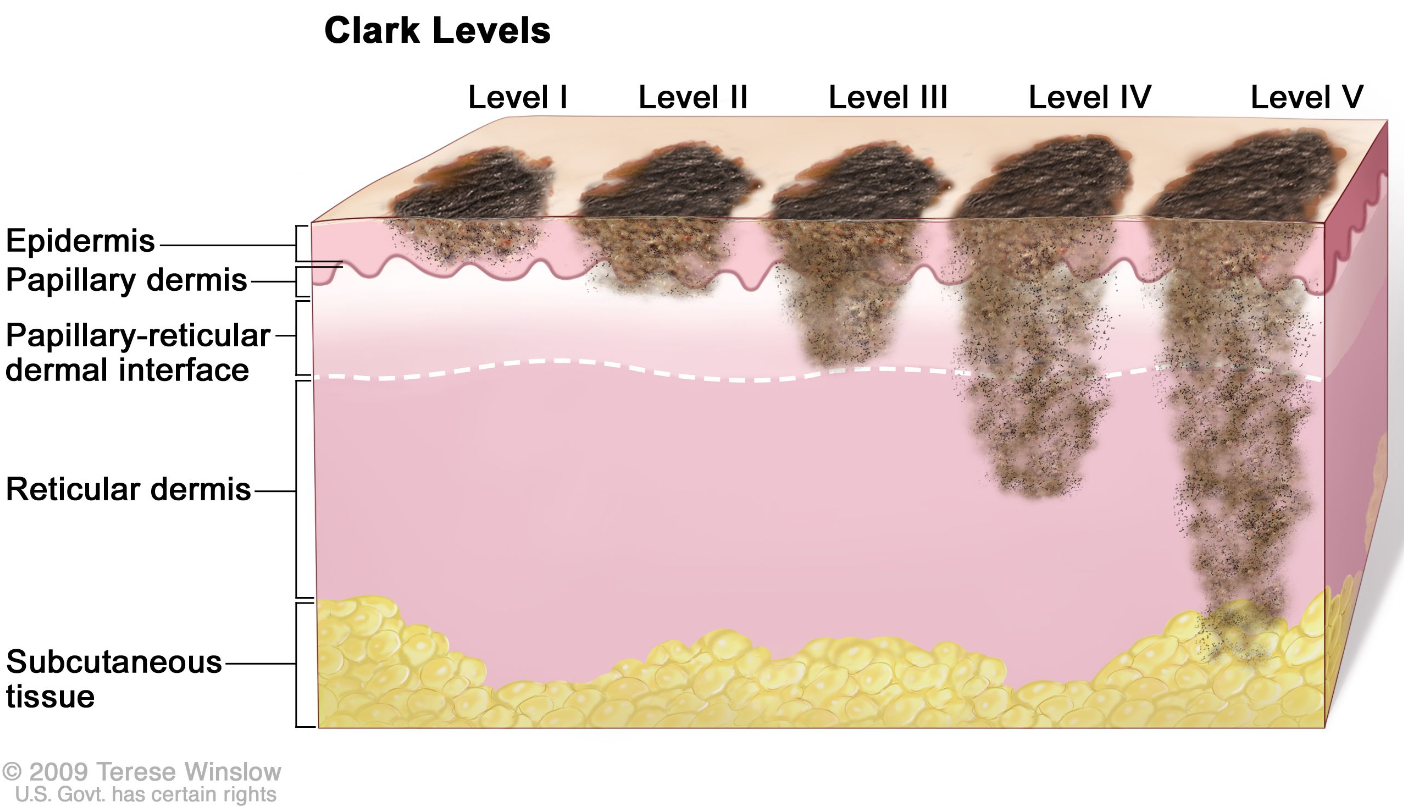 Clark Levels
Level I
Level II
Level III
Level IV
Level V
Epidermis
Papillary dermis
Papillary-reticular
dermal interface
Reticular dermis
Subcutaneous
tissue
© 2009 Terese Winslow
U.S. Govt. has certain rights